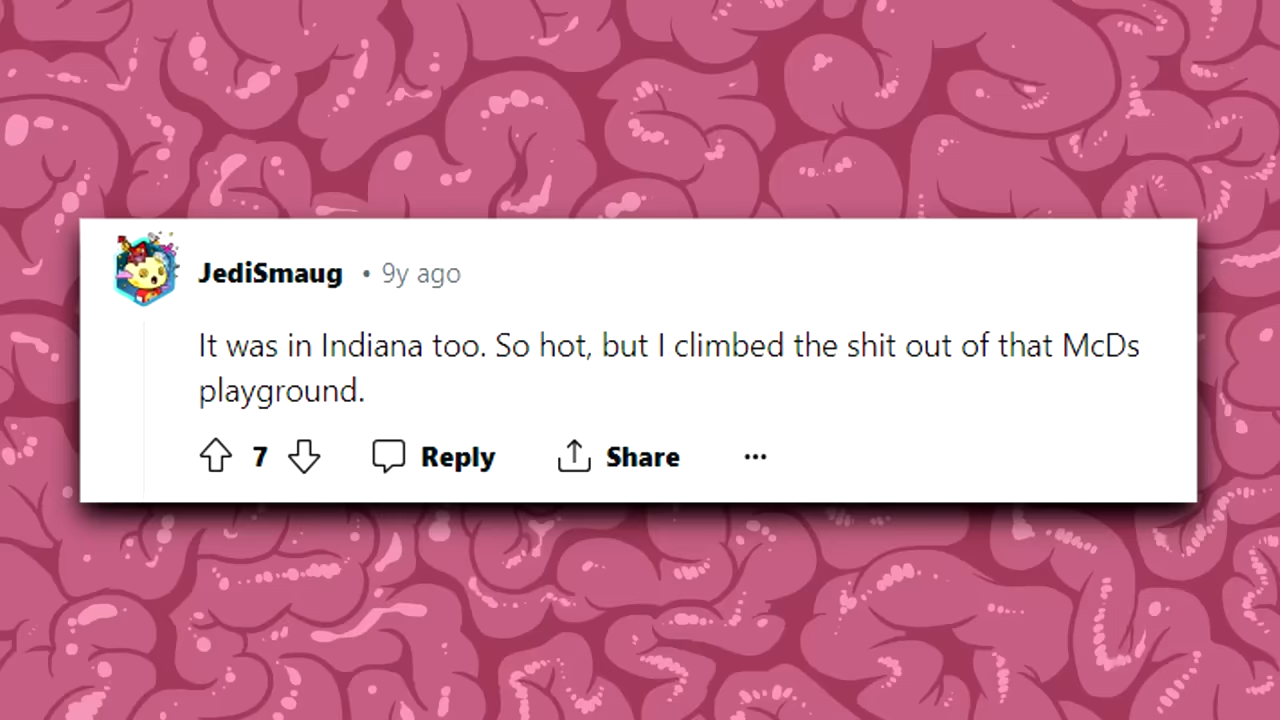 JediSmaug • 9y ago
It was in Indiana too. So hot, but I climbed the shit out of that McDs
playground.
7 Reply Share ...